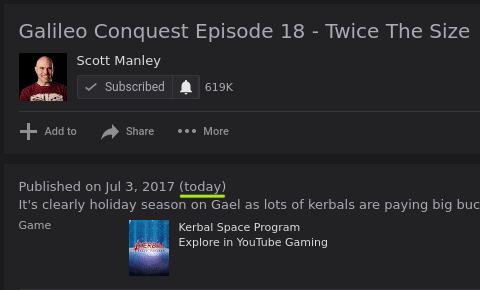 Galileo Conquest Episode 18 - Twice The Size
Scott Manley
Subscribed 619K
Add to Share More
Published on Jul 3, 2017 (today)
It's clearly holiday season on Gael as lots of kerbals are paying big buc
Game
KERBAL
Kerbal Space Program
Explore in YouTube Gaming